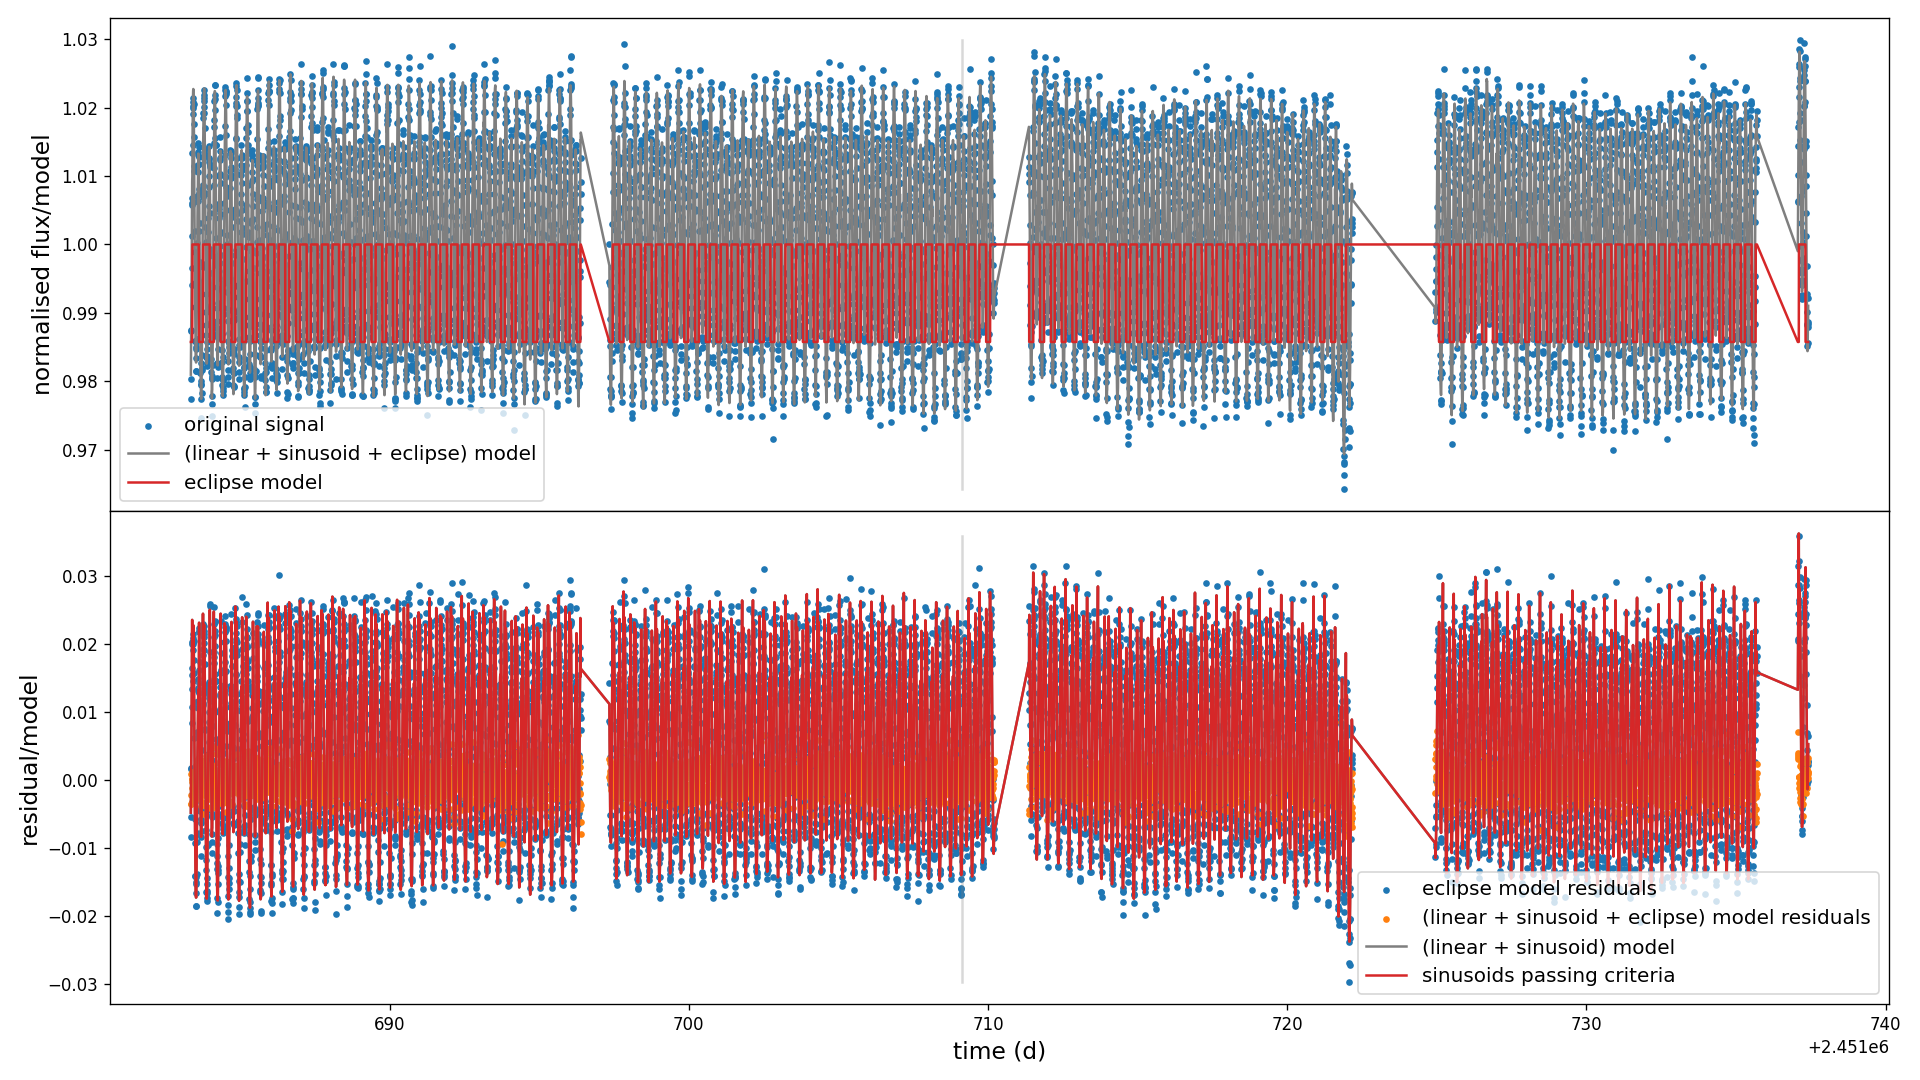 1.03
1.02
1.01
1.00
0.99
0.98
0.97
normalised flux/model
original signal
(linear + sinusoid + eclipse) model
eclipse model
0.03
0.02
0.01
0.00
−0.01
−0.02
−0.03
residual/model
eclipse model residuals
(linear + sinusoid + eclipse) model residuals
(linear + sinusoid) model
sinusoids passing criteria
690
700
710
720
730
740
time (d)
+2.451e6